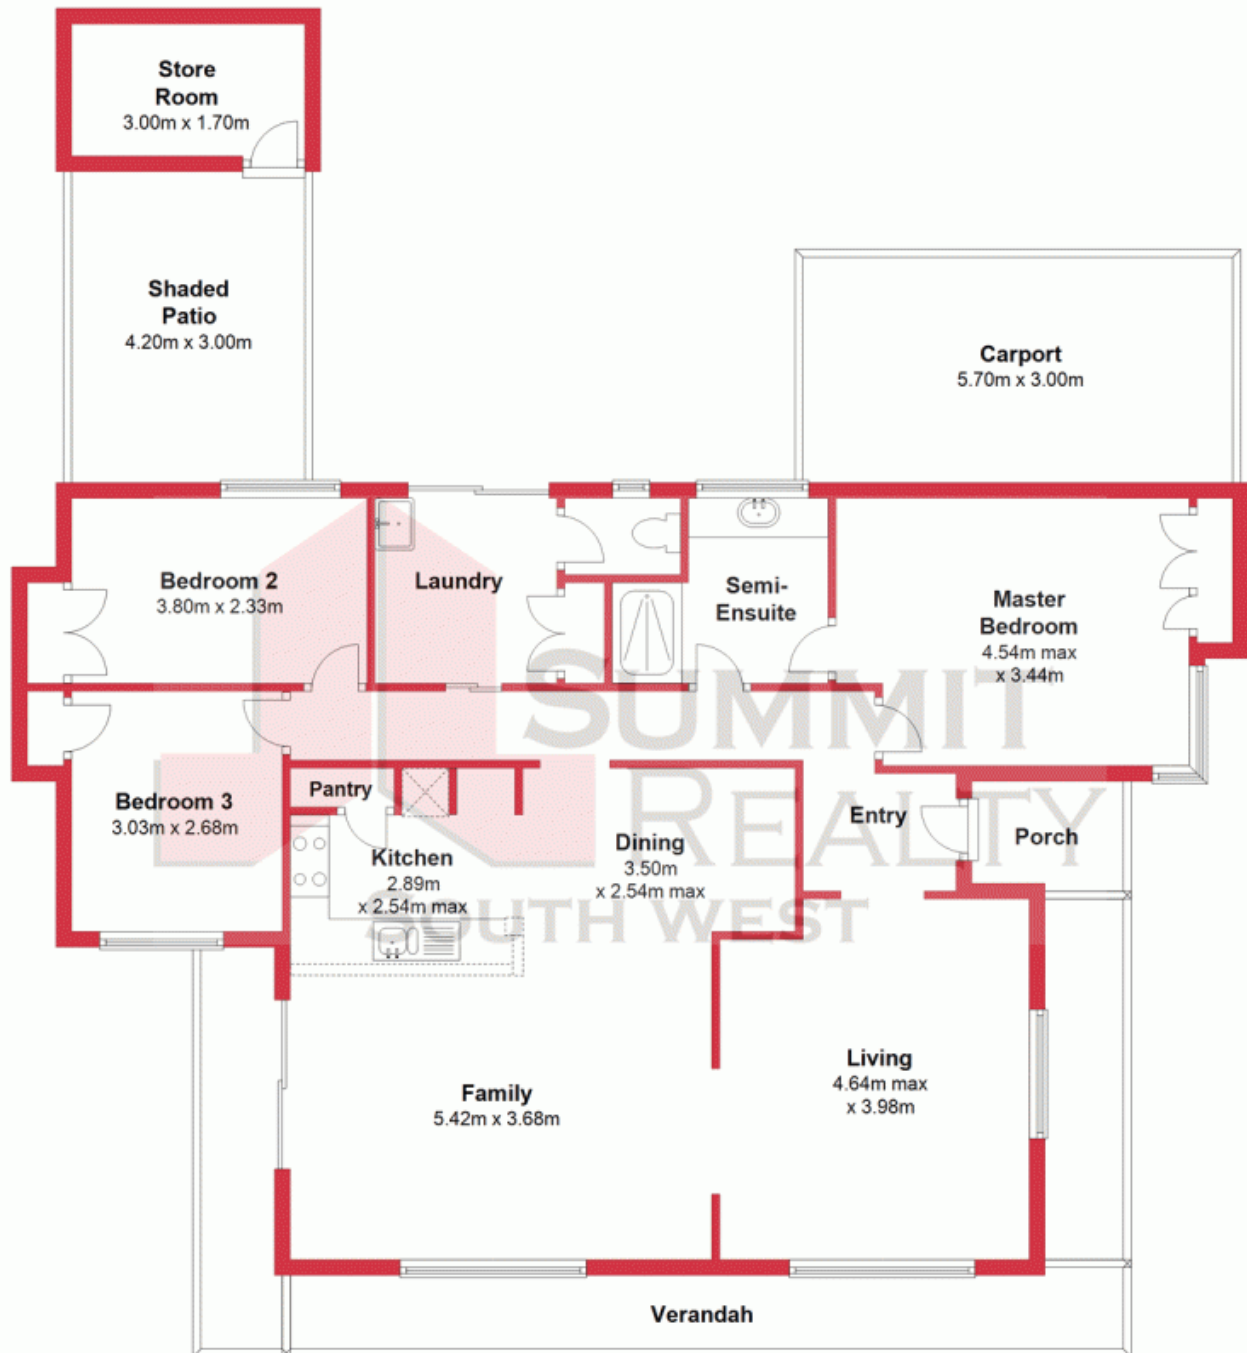 Store
Room
3.00m x 1.70m
Shaded
Patio
4.20m x 3.00m
Carport
5.70m x 3.00m
Bedroom 2
3.80m x 2.33m
Laundry
Semi-
Ensuite
Master
Bedroom
4.54m max
x 3.44m
SUMMIT
REALTY
SOUTH WEST
Bedroom 3
3.03m x 2.68m
Pantry
Kitchen
2.89m
x 2.54m max
Dining
3.50m
x 2.54m max
Entry
Porch
Family
5.42m x 3.68m
Living
4.64m max
x 3.98m
Verandah